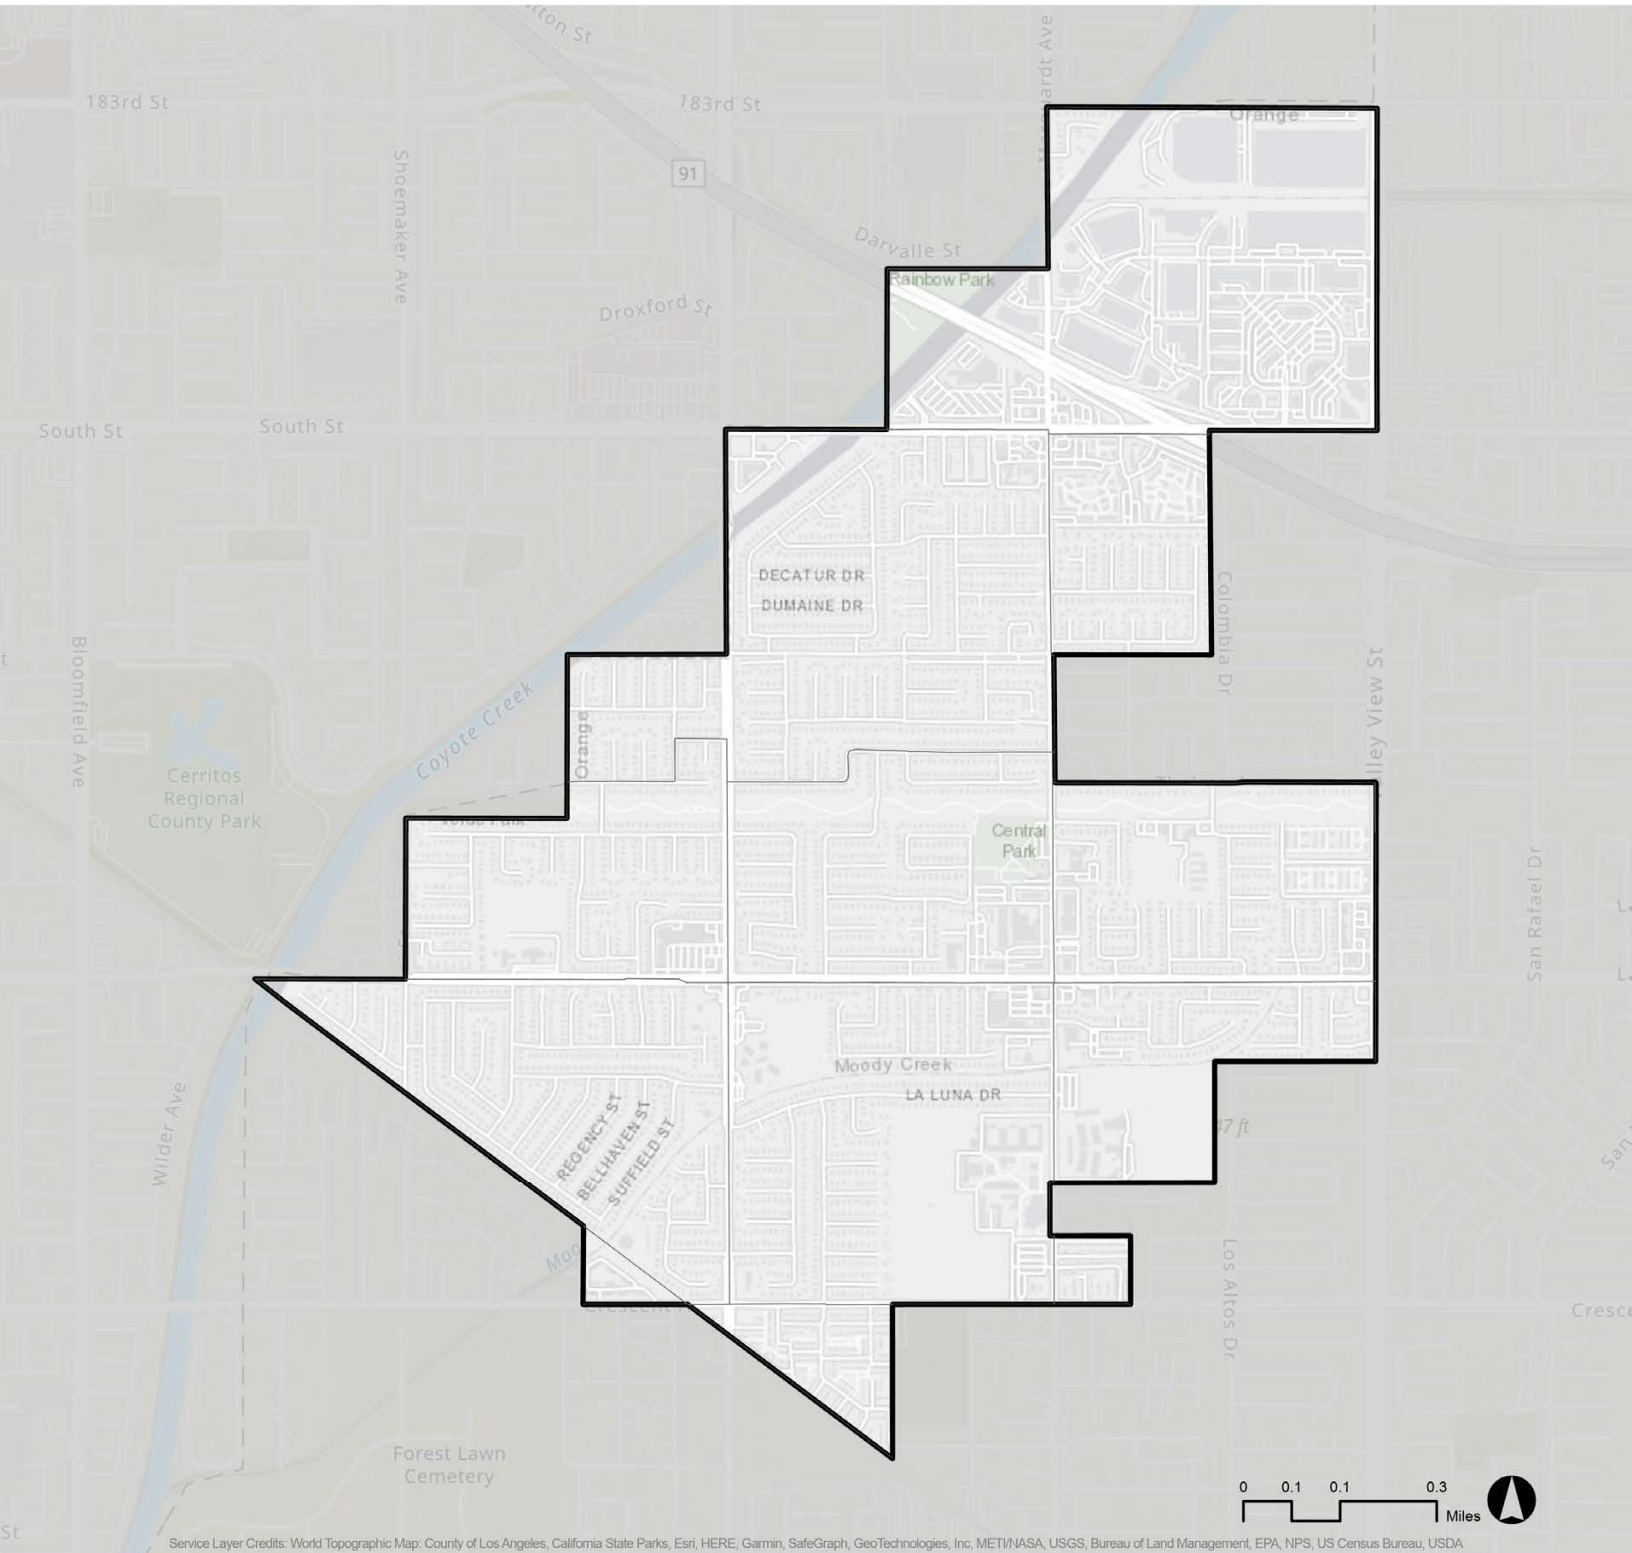 183rd St
183rd St
Orange
91
Shoemaker Ave
Darvalle St
Rainbow Park
Droxford St
South St
South St
DECATUR DR
DUMAINE DR
Colombia Dr
Bloomfield Ave
Coyote Creek
Orange
Cerritos
Regional
County Park
Central
Park
San Rafael Dr
Moody Creek
LA LUNA DR
REGENCY ST
BELLHAVEN ST
SUFFIELD ST
Wilder Ave
Los Altos Dr
Forest Lawn
Cemetery
0 0.1 0.1 0.3
Miles
Service Layer Credits: World Topographic Map: County of Los Angeles, California State Parks, Esri, HERE, Garmin, SafeGraph, GeoTechnologies, Inc, METI/NASA, USGS, Bureau of Land Management, EPA, NPS, US Census Bureau, USDA